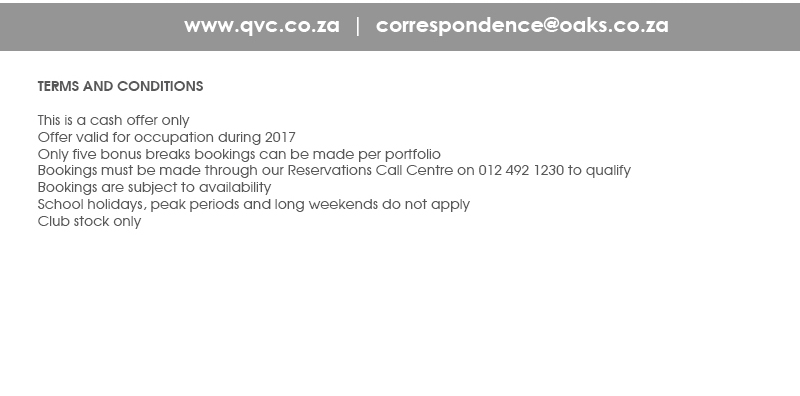 www.qvc.co.za | correspondence@oaks.co.za
TERMS AND CONDITIONS
This is a cash offer only
Offer valid for occupation during 2017
Only five bonus breaks bookings can be made per portfolio
Bookings must be made through our Reservations Call Centre on 012 492 1230 to qualify
Bookings are subject to availability
School holidays, peak periods and long weekends do not apply
Club stock only